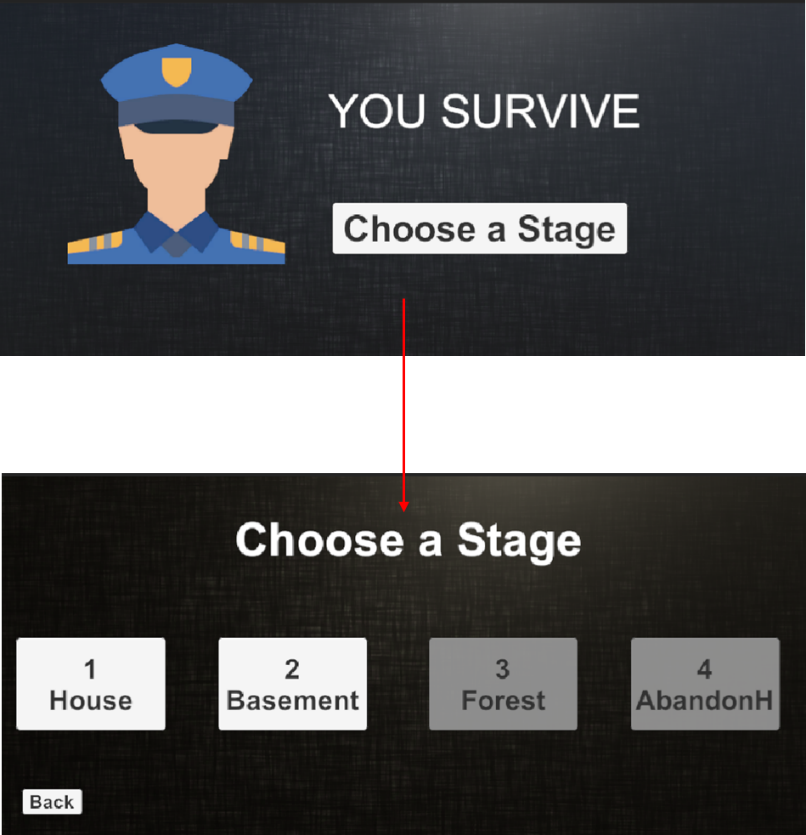 YOU SURVIVE
Choose a Stage
Choose a Stage
1
House
2
Basement
3
Forest
4
AbandonH
Back